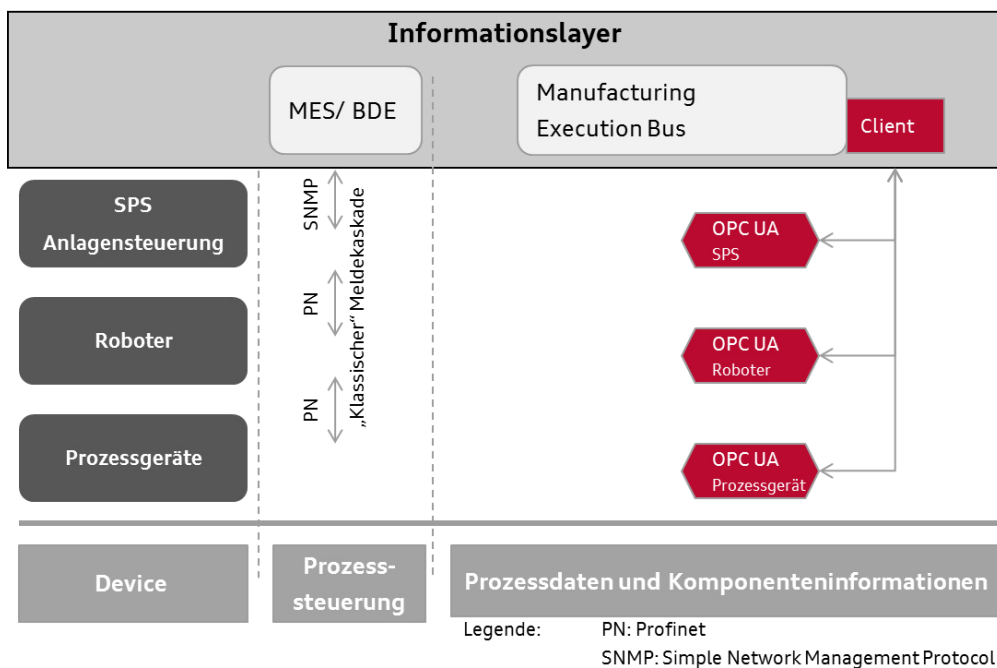 Informationslayer
MES/ BDE
Manufacturing
Execution Bus
Client
SPS
Anlagensteuerung
Roboter
Prozessgeräte
SNMP
PN
PN
„Klassischer“ Meldekaskade
OPC UA
SPS
OPC UA
Roboter
OPC UA
Prozessgerät
Device
Prozess-
steuerung
Prozessdaten und Komponenteninformationen
Legende: PN: Profinet
SNMP: Simple Network Management Protocol